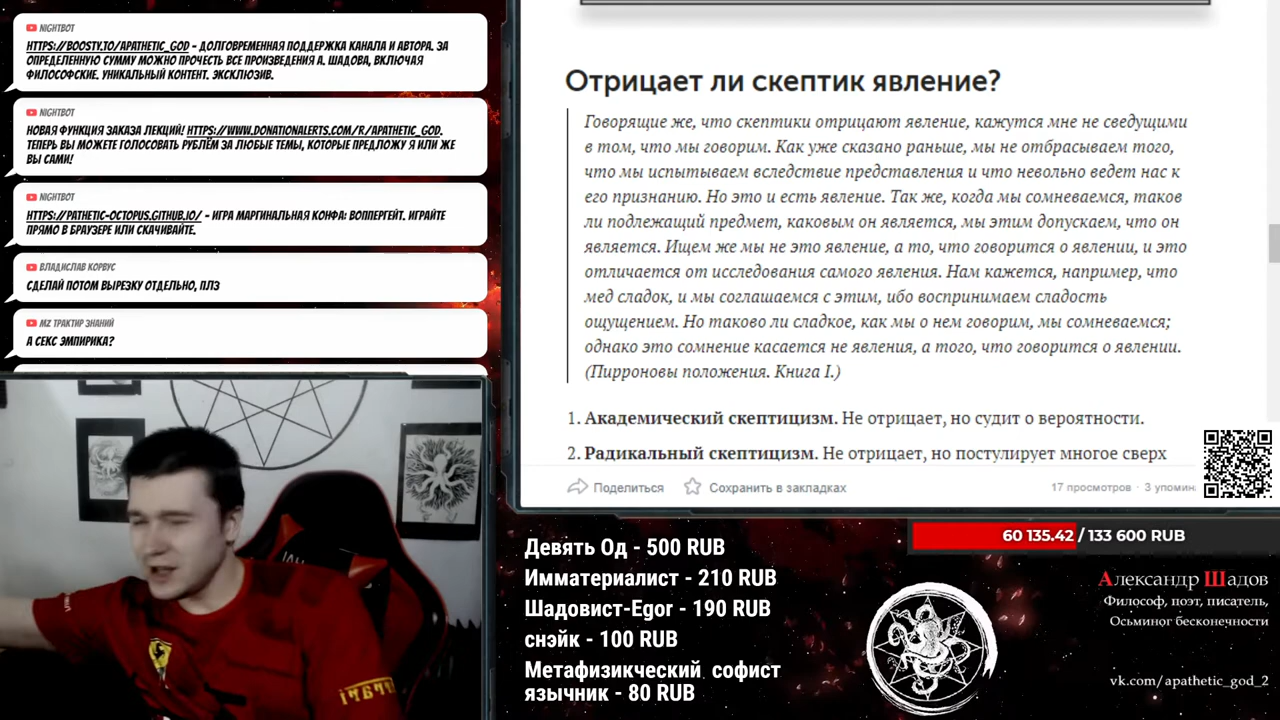 NIGHTBOT
HTTPS://BOOSTY.TO/APATHETIC_GOD - ДОЛГОВРЕМЕННАЯ ПОДДЕРЖКА КАНАЛА И АВТОРА. ЗА
ОПРЕДЕЛЕННУЮ СУММУ МОЖНО ПРОЧЕСТЬ ВСЕ ПРОИЗВЕДЕНИЯ А. ШАДОВА, ВКЛЮЧАЯ
ФИЛОСОФСКИЕ. УНИКАЛЬНЫЙ КОНТЕНТ. ЭКСКЛЮЗИВ.
NIGHTBOT
НОВАЯ ФУНКЦИЯ ЗАКАЗА ЛЕКЦИЙ! HTTPS://WWW.DONATIONALERTS.COM/R/APATHETIC_GOD.
ТЕПЕРЬ ВЫ МОЖЕТЕ ГОЛОСОВАТЬ РУБЛЁМ ЗА ЛЮБЫЕ ТЕМЫ, КОТОРЫЕ ПРЕДЛОЖУ Я ИЛИ ЖЕ
ВЫ САМИ!
NIGHTBOT
HTTPS://PATHETIC-OCTOPUS.GITHUB.IO/ - ИГРА МАРГИНАЛЬНАЯ КОНФА: ВОППЕРГЕЙТ. ИГРАЙТЕ
ПРЯМО В БРАУЗЕРЕ ИЛИ СКАЧИВАЙТЕ.
ВЛАДИСЛАВ КОРВУС
СДЕЛАЙ ПОТОМ ВЫРЕЗКУ ОТДЕЛЬНО, ПЛЗ
MZ ТРАКТИР ЗНАНИЙ
А СЕКС ЭМПИРИКА?
Отрицает ли скептик явление?
Говорящие же, что скептики отрицают явление, кажутся мне не сведущими
в том, что мы говорим. Как уже сказано раньше, мы не отбрасываем того,
что мы испытываем вследствие представления и что невольно ведет нас к
его признанию. Но это и есть явление. Так же, когда мы сомневаемся, таков
ли подлежащий предмет, каковым он является, мы этим допускаем, что он
является. Ищем же мы не это явление, а то, что говорится о явлении, и это
отличается от исследования самого явления. Нам кажется, например, что
мед сладок, и мы соглашаемся с этим, ибо воспринимаем сладость
ощущением. Но таково ли сладкое, как мы о нем говорим, мы сомневаемся;
однако это сомнение касается не явления, а того, что говорится о явлении.
(Пирроновы положения. Книга I.)
1. Академический скептицизм. Не отрицает, но судит о вероятности.
2. Радикальный скептицизм. Не отрицает, но постулирует многое сверх
Поделиться Сохранить в закладках 17 просмотров · 3 упомин
60 135.42 / 133 600 RUB
Девять Од - 500 RUB
Имматериалист - 210 RUB
Шадовист-Egor - 190 RUB
снэйк - 100 RUB
Метафизикческий софист
язычник - 80 RUB
Александр Шадов
Философ, поэт, писатель,
Осьминог бесконечности
vk.com/apathetic_god_2